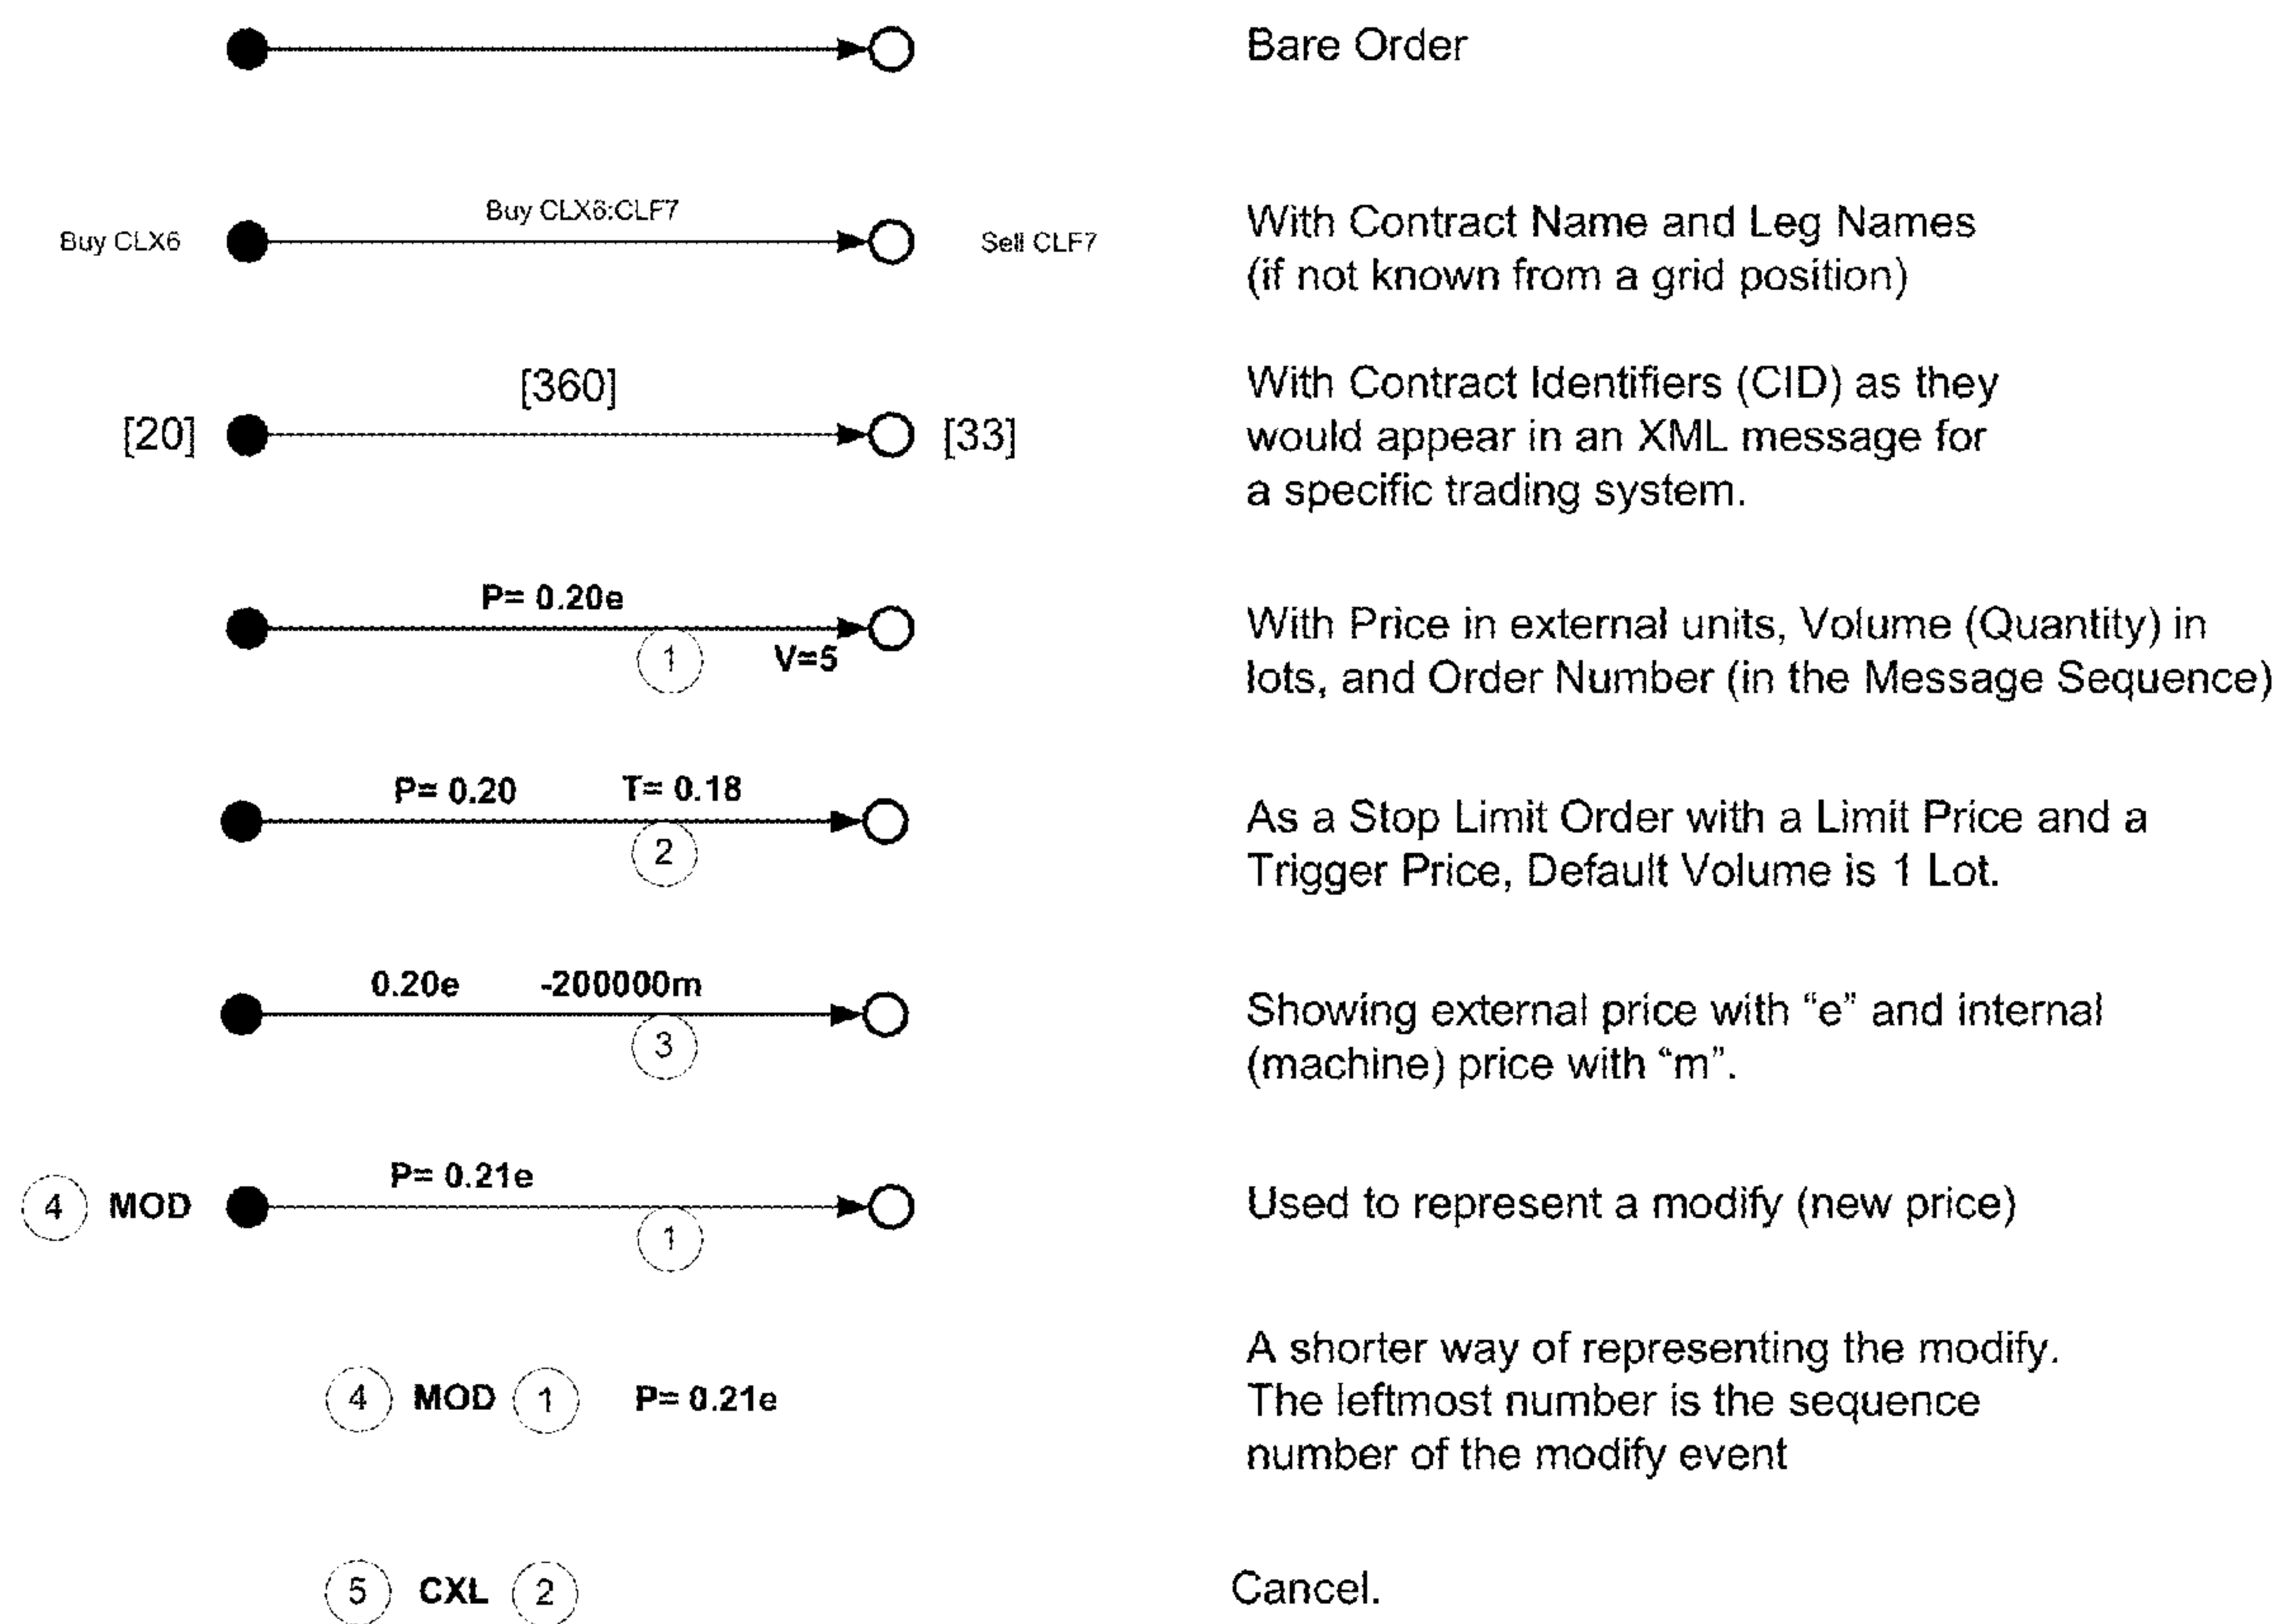 Bare Order
Buy CLX6 Buy CLX6:CLF7 Sell CLF7
With Contract Name and Leg Names
(if not known from a grid position)
[20] [360] [33]
With Contract Identifiers (CID) as they
would appear in an XML message for
a specific trading system.
P= 0.20e
1 V=5
With Price in external units, Volume (Quantity) in
lots, and Order Number (in the Message Sequence)
P= 0.20 T= 0.18
2
As a Stop Limit Order with a Limit Price and a
Trigger Price, Default Volume is 1 Lot.
0.20e -200000m
3
Showing external price with “e” and internal
(machine) price with “m”.
4 MOD P= 0.21e
1
Used to represent a modify (new price)
4 MOD 1 P= 0.21e
A shorter way of representing the modify.
The leftmost number is the sequence
number of the modify event
5 CXL 2
Cancel.